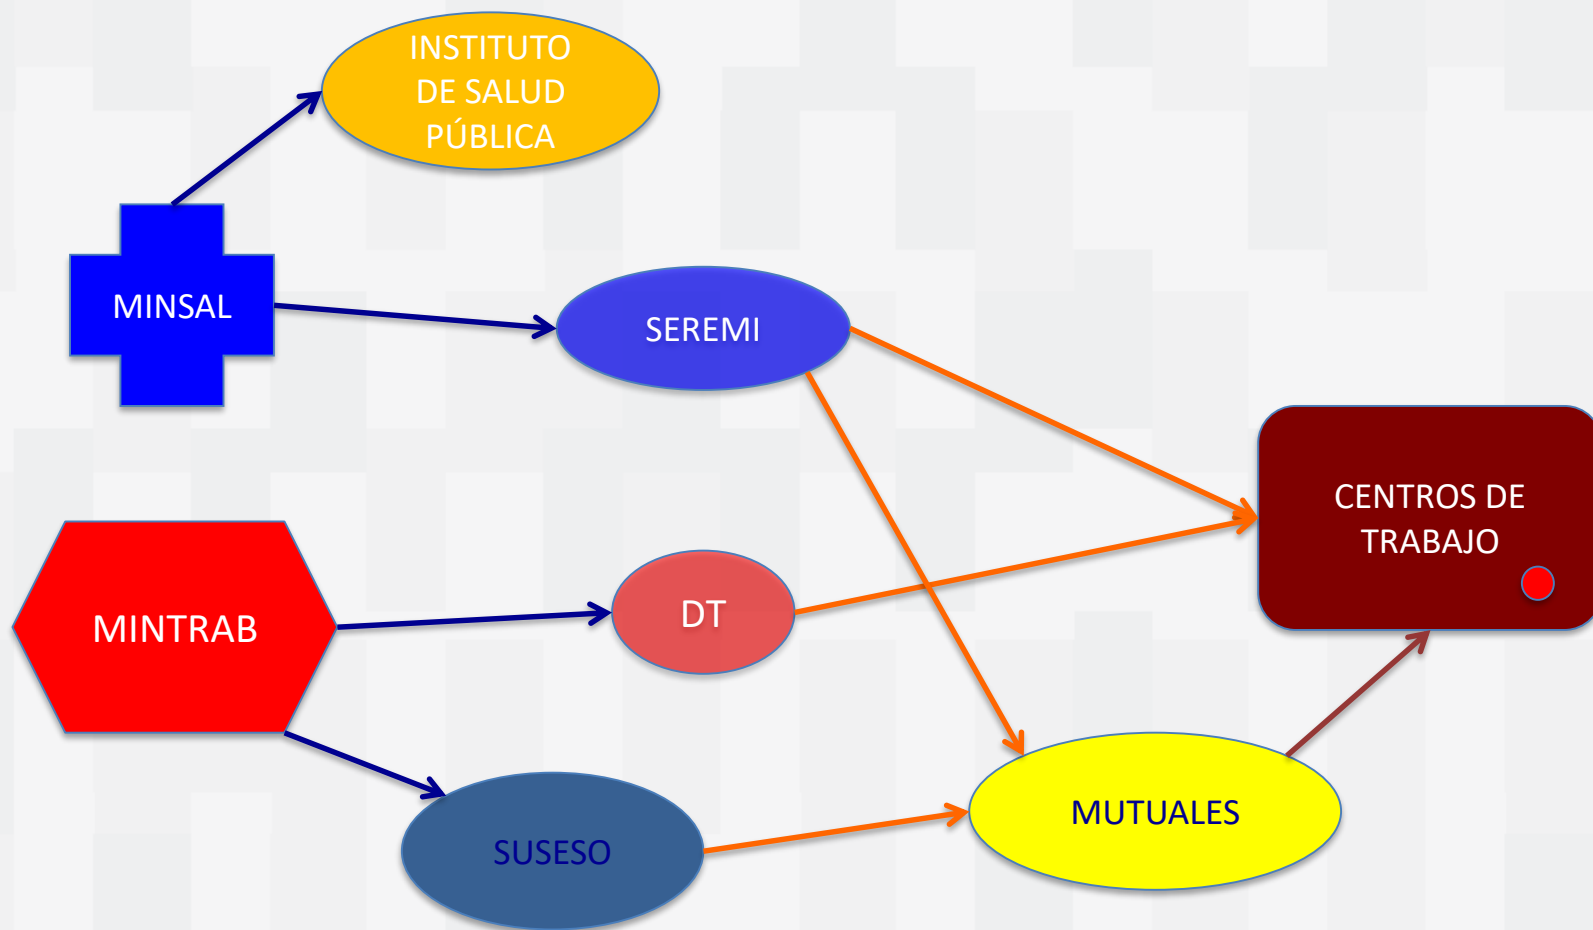 INSTITUTO
DE SALUD
PÚBLICA
MINSAL
SEREMI
CENTROS DE
TRABAJO
MINTRAB
DT
SUSESO
MUTUALES